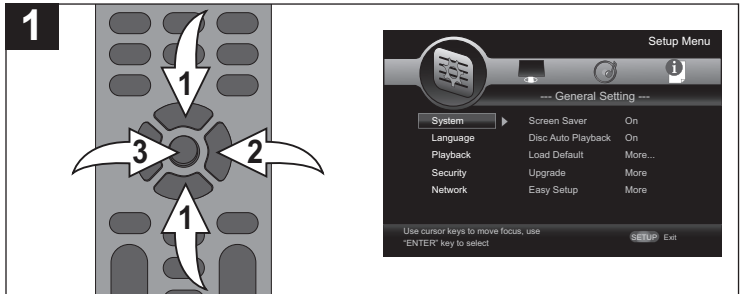 1
1
3
2
1
Setup Menu
i
--- General Setting ---
System Screen Saver On
Language Disc Auto Playback On
Playback Load Default More...
Security Upgrade More
Network Easy Setup More
Use cursor keys to move focus, use
"ENTER" key to select
SETUP Exit